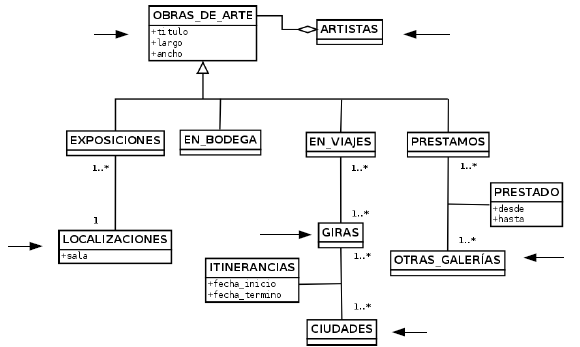 OBRAS_DE_ARTE
+titulo
+largo
+ancho
ARTISTAS
EXPOSICIONES
EN_BODEGA
EN_VIAJES
PRESTAMOS
1..*
1..*
1..*
PRESTADO
+desde
+hasta
1
1..*
1..*
LOCALIZACIONES
+sala
GIRAS
OTRAS_GALERÍAS
1..*
ITINERANCIAS
+fecha_inicio
+fecha_termino
1..*
CIUDADES